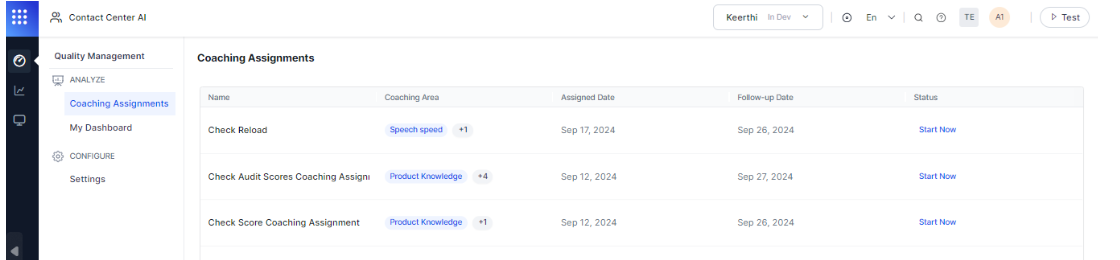 Contact Center AI
Keerthi In Dev
En
TE
A1
Test
Quality Management
ANALYZE
Coaching Assignments
My Dashboard
CONFIGURE
Settings
Coaching Assignments
Name Coaching Area Assigned Date Follow-up Date Status
Check Reload Speech speed +1 Sep 17, 2024 Sep 26, 2024 Start Now
Check Audit Scores Coaching Assign Product Knowledge +4 Sep 12, 2024 Sep 27, 2024 Start Now
Check Score Coaching Assignment Product Knowledge +1 Sep 12, 2024 Sep 26, 2024 Start Now